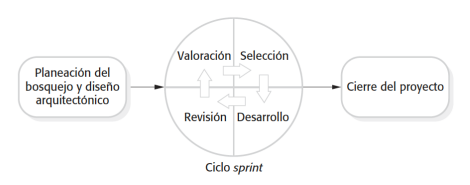 Planeación del
bosquejo y diseño
arquitectónico
Valoración
Selección
Revisión
Desarrollo
Cierre del proyecto
Ciclo sprint